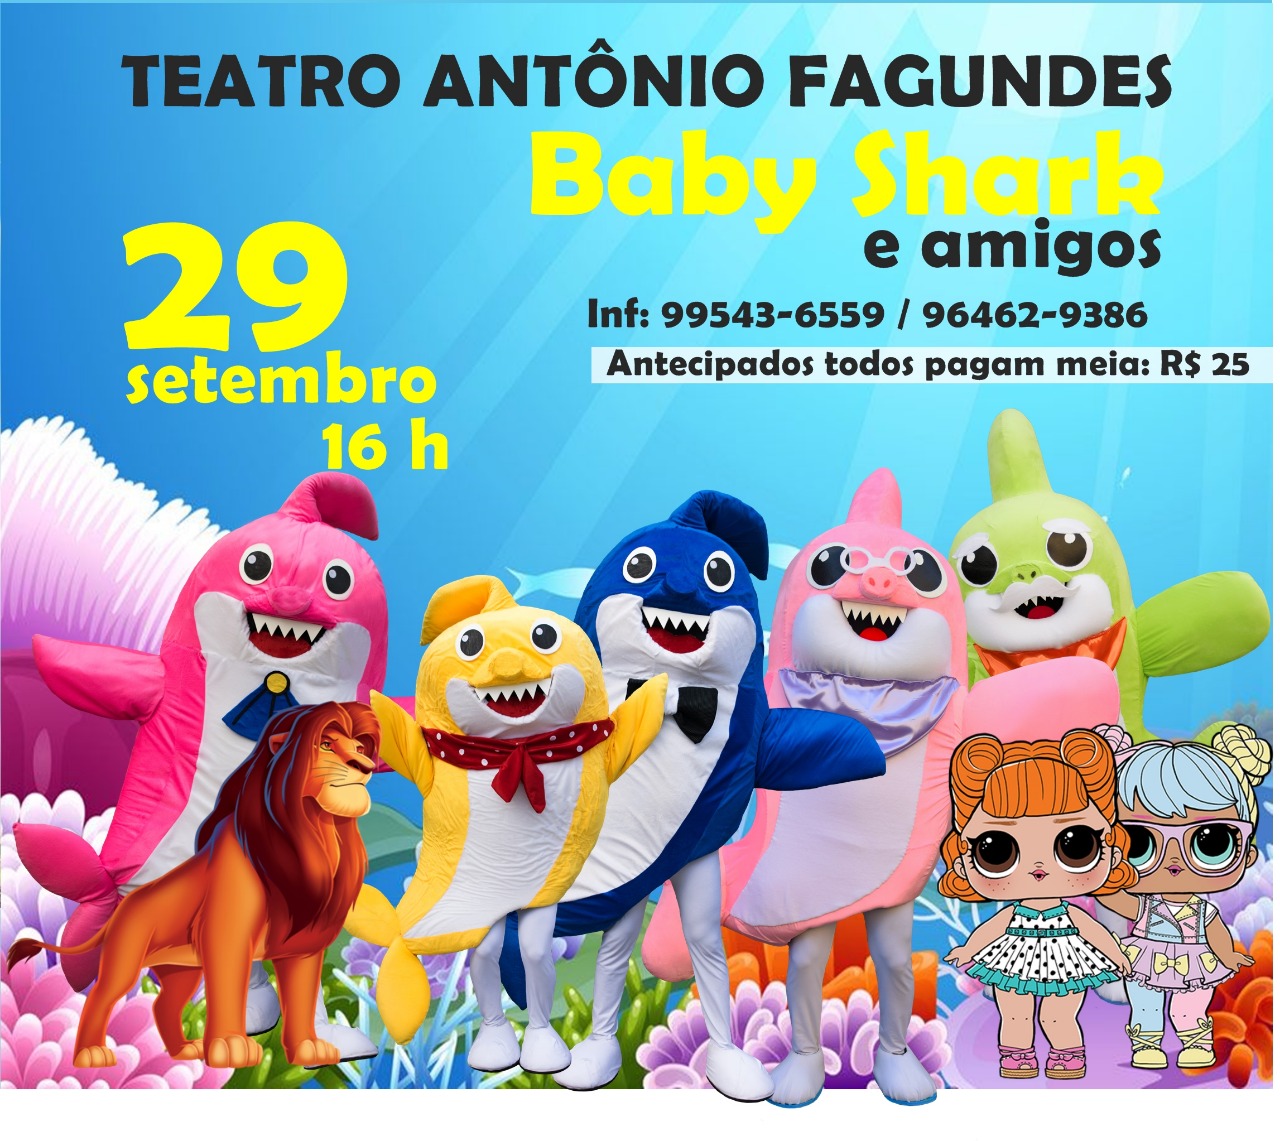 TEATRO ANTÔNIO FAGUNDES
Baby Shark
e amigos
29
setembro
16 h
Inf: 99543-6559 / 96462-9386
Antecipados todos pagam meia: R$ 25